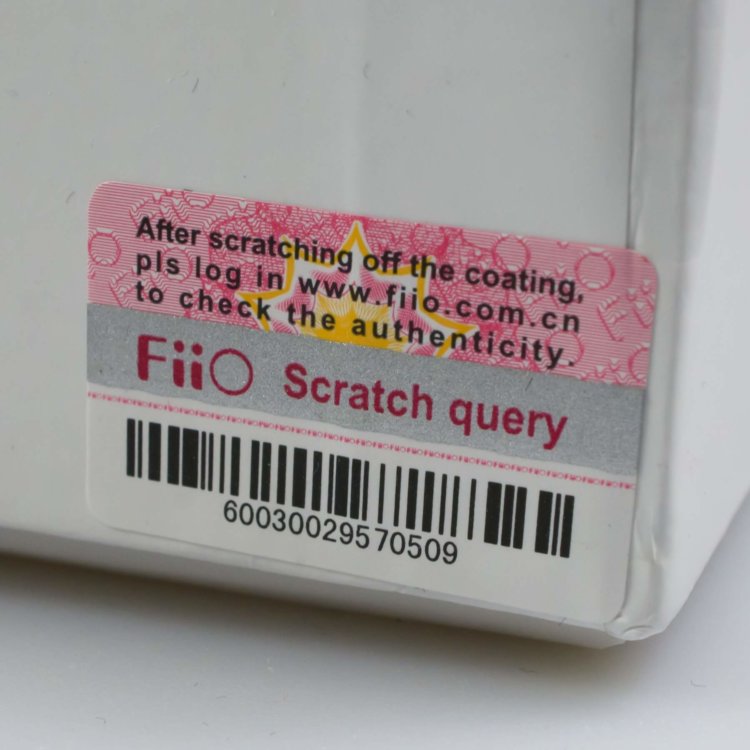 After scratching off the coating,
pls log in www.fiio.com.cn
to check the authenticity.
FiiO Scratch query
60030029570509